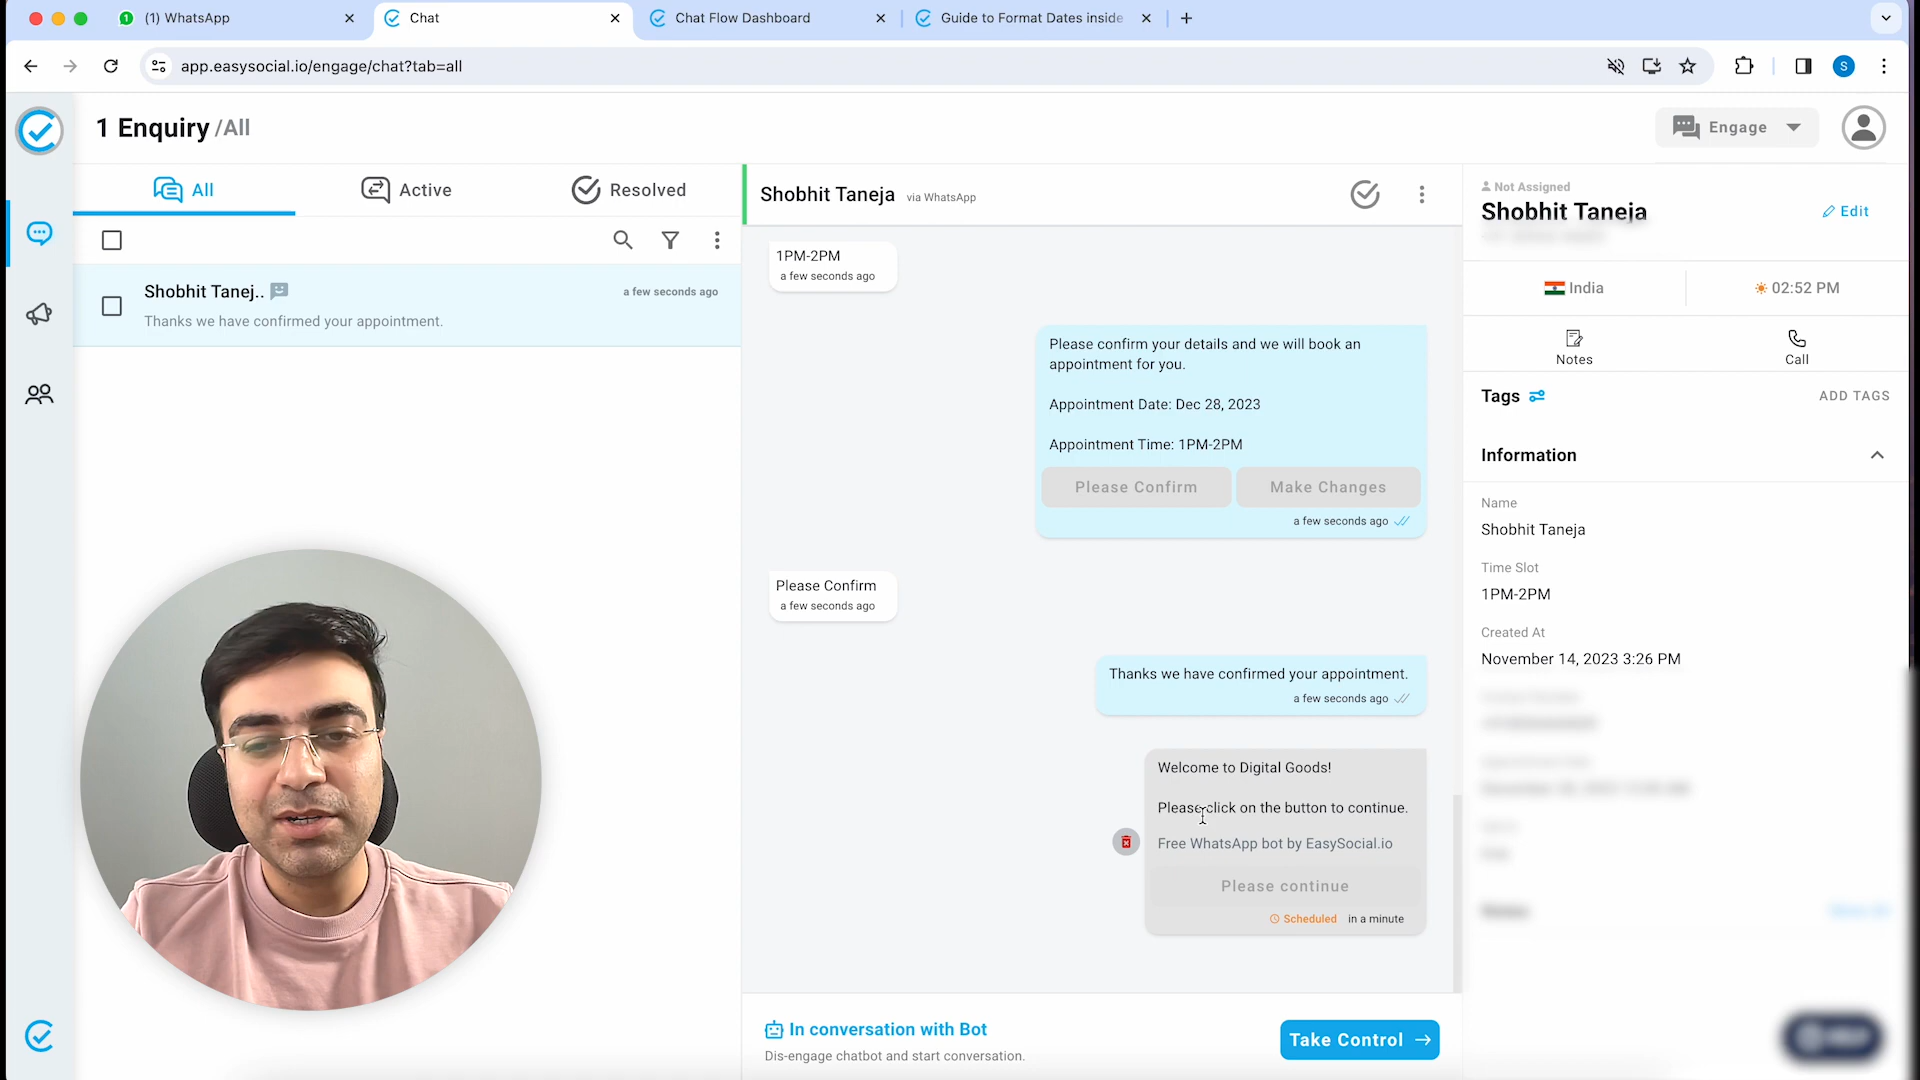 (1) WhatsApp
Chat
Chat Flow Dashboard
Guide to Format Dates inside
app.easysocial.io/engage/chat?tab=all
S
1 Enquiry /All
Engage
All
Active
Resolved
Shobhit Tanej..
a few seconds ago
Thanks we have confirmed your appointment.
Shobhit Taneja via WhatsApp
1PM-2PM
a few seconds ago
Please confirm your details and we will book an
appointment for you.
Appointment Date: Dec 28, 2023
Appointment Time: 1PM-2PM
Please Confirm
Make Changes
a few seconds ago
Please Confirm
a few seconds ago
Thanks we have confirmed your appointment.
a few seconds ago
Welcome to Digital Goods!
Please click on the button to continue.
Free WhatsApp bot by EasySocial.io
Please continue
Scheduled in a minute
In conversation with Bot
Dis-engage chatbot and start conversation.
Take Control
Not Assigned
Shobhit Taneja
Edit
India
02:52 PM
Notes
Call
Tags
ADD TAGS
Information
Name
Shobhit Taneja
Time Slot
1PM-2PM
Created At
November 14, 2023 3:26 PM